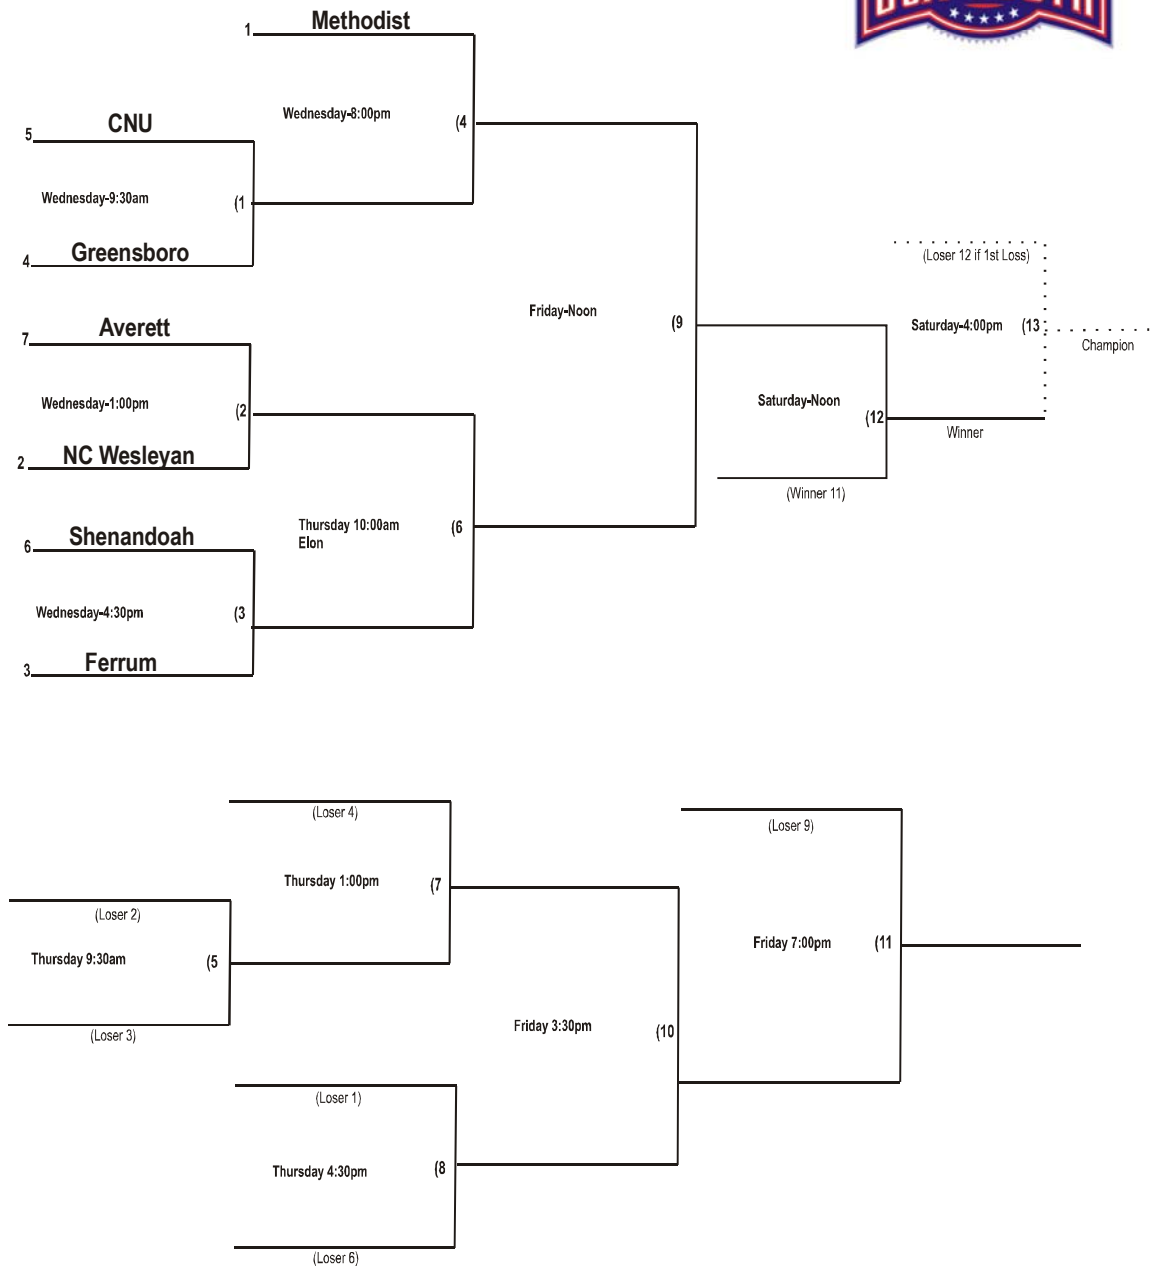 1
Methodist
Wednesday-8:00pm
(4
5
CNU
Wednesday-9:30am
(1
4
Greensboro
7
Averett
Wednesday-1:00pm
(2
2
NC Wesleyan
Thursday 10:00am
Elon
(6
6
Shenandoah
Wednesday-4:30pm
(3
3
Ferrum
Friday-Noon
(9
Saturday-Noon
(12
(Winner 11)
(Loser 12 if 1st Loss)
Saturday-4:00pm
(13
Champion
Winner
(Loser 4)
Thursday 1:00pm
(7
(Loser 2)
Thursday 9:30am
(5
(Loser 3)
(Loser 1)
Thursday 4:30pm
(8
(Loser 6)
Friday 3:30pm
(10
(Loser 9)
Friday 7:00pm
(11